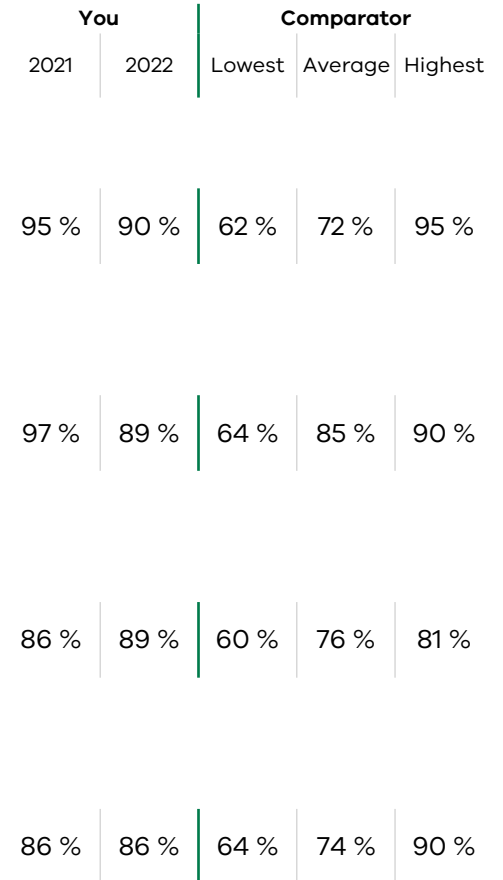 You Comparator
2021 2022 Lowest Average Highest
95 % 90 % 62 % 72 % 95 %
97 % 89 % 64 % 85 % 90 %
86 % 89 % 60 % 76 % 81 %
86 % 86 % 64 % 74 % 90 %